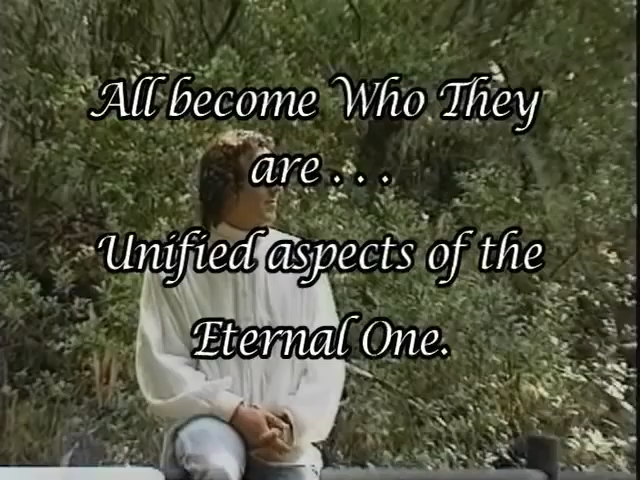 All become Who They
are . . .
Unified aspects of the
Eternal One.